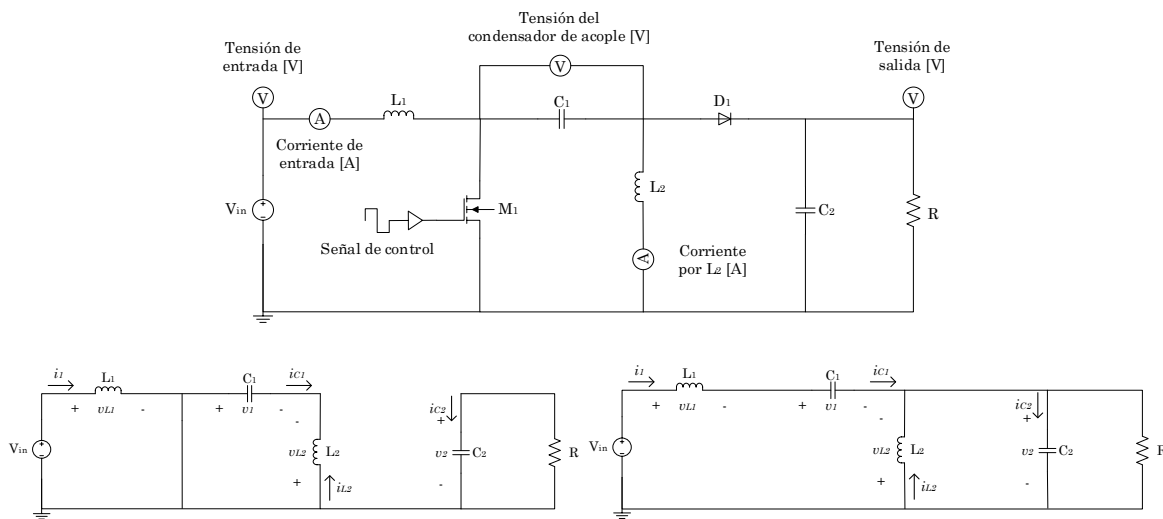 Tensión del
condensador de acople [V]
Tensión de
entrada [V]
Tensión de
salida [V]
V
V
V
L1
C1
D1
A
Corriente de
entrada [A]
L2
Vin
M1
C2
R
Señal de control
A
Corriente
por L2 [A]
i1
L1
C1
iC1
+ vL1 -
+ v1 -
-
iC2
+
Vin
vL2
L2
v2
C2
R
+
iL2
-
i1
L1
C1
iC1
+ vL1 -
+ v1 -
-
iC2
+
Vin
vL2
L2
v2
C2
R
+
iL2
-